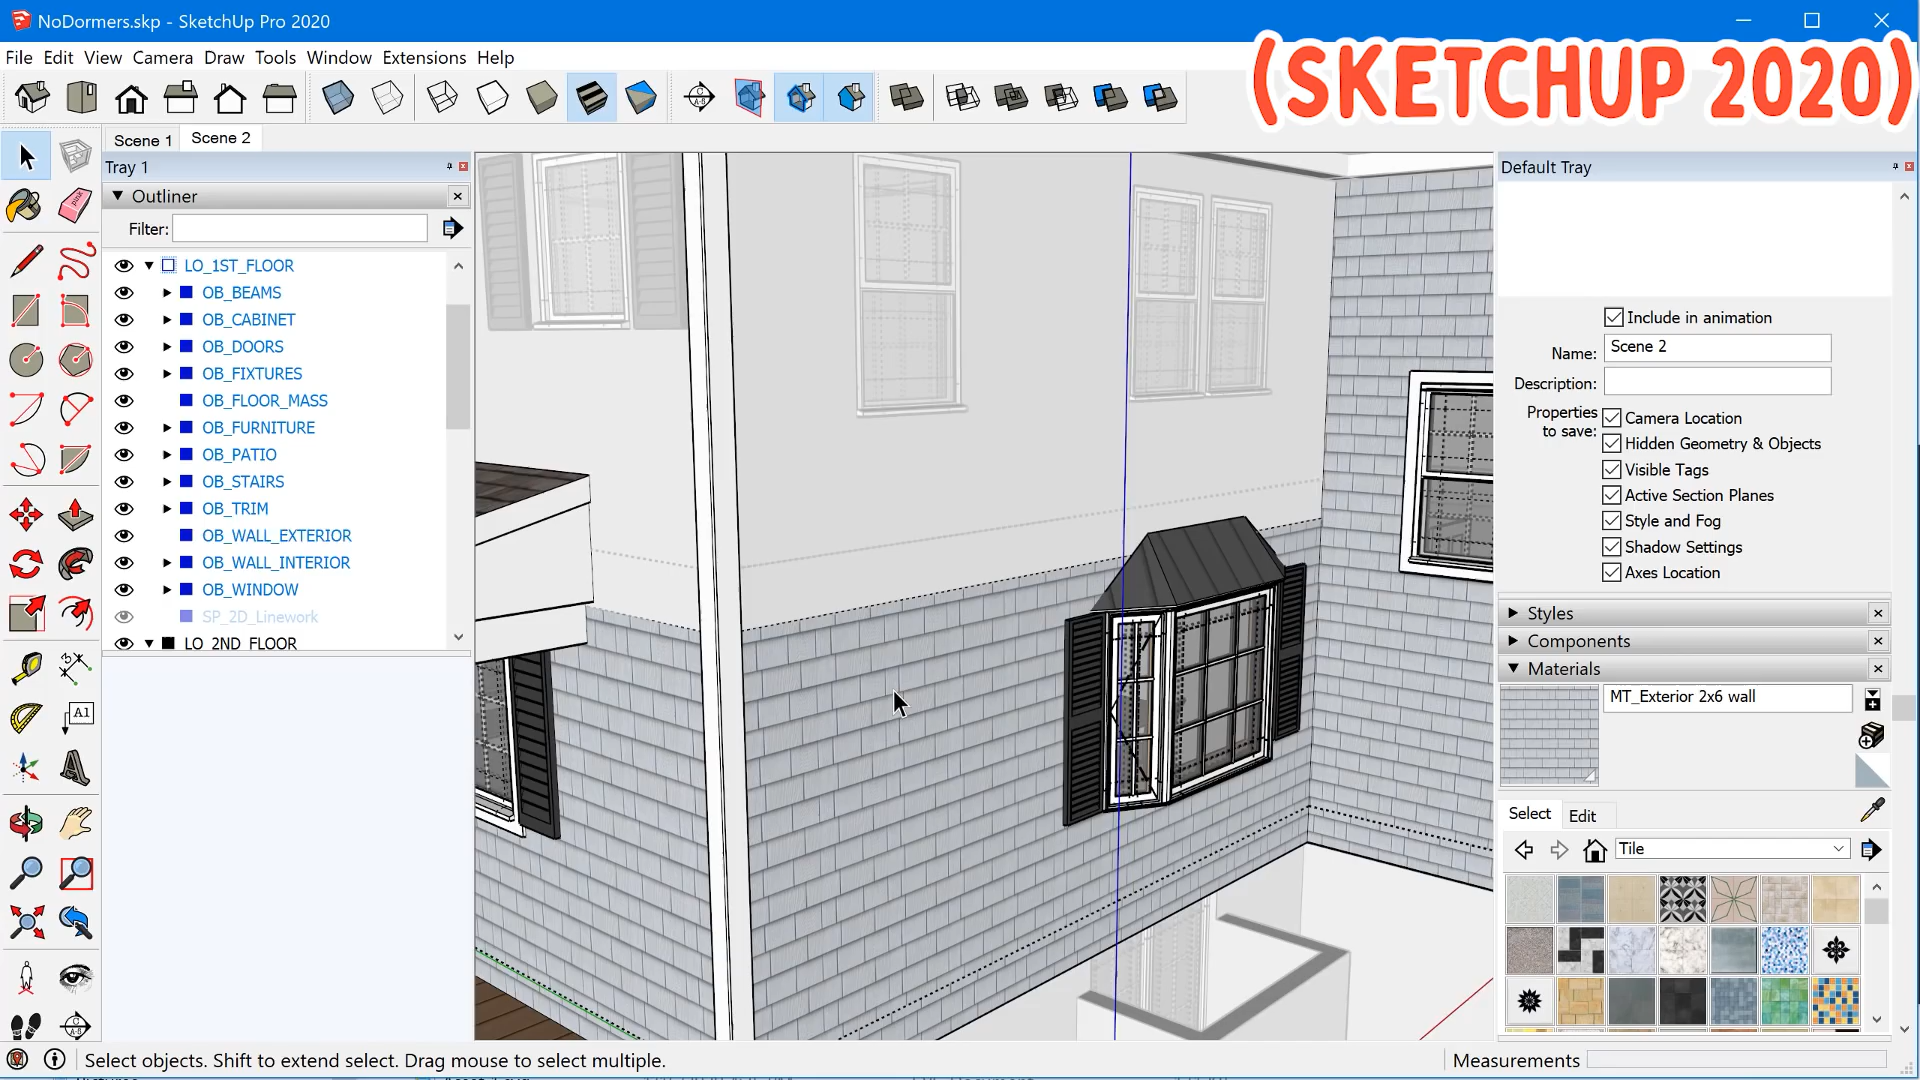 NoDormers.skp - SketchUp Pro 2020
File Edit View Camera Draw Tools Window Extensions Help
(SKETCHUP 2020)
Scene 1 Scene 2
Tray 1
Outliner
Filter:
LO_1ST_FLOOR
OB_BEAMS
OB_CABINET
OB_DOORS
OB_FIXTURES
OB_FLOOR_MASS
OB_FURNITURE
OB_PATIO
OB_STAIRS
OB_TRIM
OB_WALL_EXTERIOR
OB_WALL_INTERIOR
OB_WINDOW
SP_2D_Linework
LO_2ND_FLOOR
A1
Default Tray
Include in animation
Name: Scene 2
Description:
Properties
to save:
Camera Location
Hidden Geometry & Objects
Visible Tags
Active Section Planes
Style and Fog
Shadow Settings
Axes Location
Styles
Components
Materials
MT_Exterior 2x6 wall
Select Edit
Tile
Select objects. Shift to extend select. Drag mouse to select multiple.
Measurements